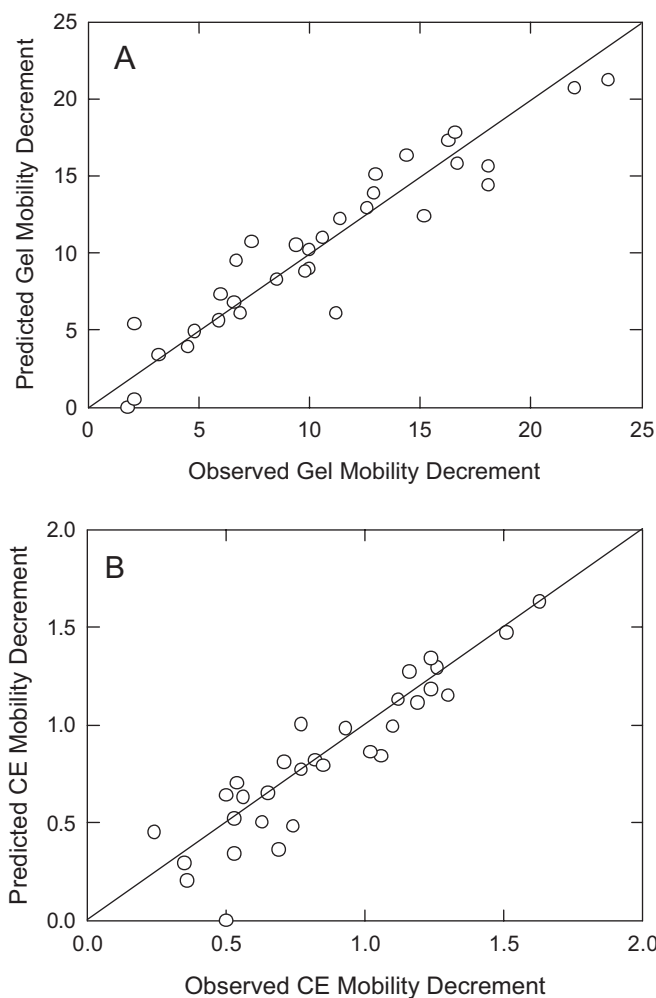 A
25
20
15
10
5
0
Predicted Gel Mobility Decrement
0 5 10 15 20 25
Observed Gel Mobility Decrement
B
2.0
1.5
1.0
0.5
0.0
Predicted CE Mobility Decrement
0.0 0.5 1.0 1.5 2.0
Observed CE Mobility Decrement